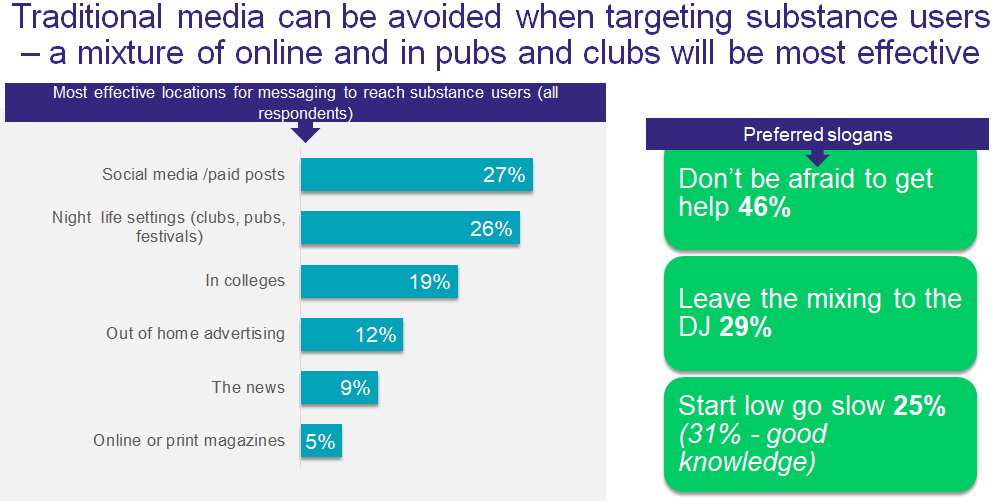 Traditional media can be avoided when targeting substance users
– a mixture of online and in pubs and clubs will be most effective
Most effective locations for messaging to reach substance users (all
respondents)
Social media /paid posts
27%
Night life settings (clubs, pubs,
festivals)
26%
In colleges
19%
Out of home advertising
12%
The news
9%
Online or print magazines
5%
Preferred slogans
Don’t be afraid to get
help 46%
Leave the mixing to the
DJ 29%
Start low go slow 25%
(31% - good
knowledge)